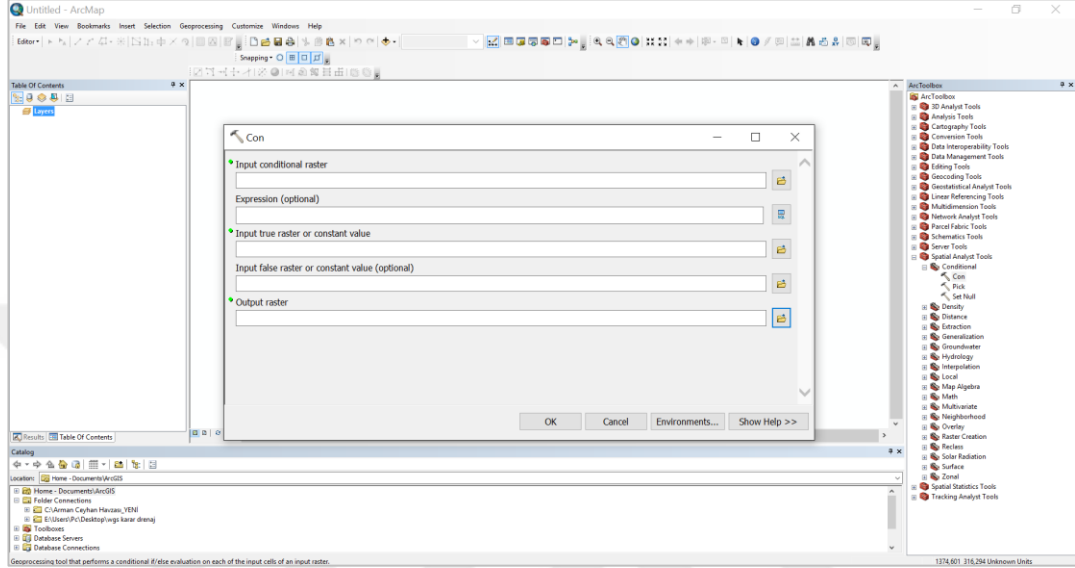 Untitled - ArcMap
File Edit View Bookmarks Insert Selection Geoprocessing Customize Windows Help
Editor
Snapping
Table Of Contents
Layers
Con
Input conditional raster
Expression (optional)
Input true raster or constant value
Input false raster or constant value (optional)
Output raster
OK Cancel Environments... Show Help >>
ArcToolbox
ArcToolbox
3D Analyst Tools
Analysis Tools
Cartography Tools
Conversion Tools
Data Interoperability Tools
Data Management Tools
Editing Tools
Geocoding Tools
Geostatistical Analyst Tools
Linear Referencing Tools
Multidimension Tools
Network Analyst Tools
Parcel Fabric Tools
Schematics Tools
Server Tools
Spatial Analyst Tools
Conditional
Con
Pick
Set Null
Density
Distance
Extraction
Generalization
Groundwater
Hydrology
Interpolation
Local
Map Algebra
Math
Multivariate
Neighborhood
Overlay
Raster Creation
Reclass
Solar Radiation
Surface
Zonal
Spatial Statistics Tools
Tracking Analyst Tools
Results Table Of Contents
Catalog
Location: Home - Documents\ArcGIS
Home - Documents\ArcGIS
Folder Connections
C:\Arman Ceyhan Havzası_YENİ
E:\Users\Pc\Desktop\wgs karar drenaj
Toolboxes
Database Servers
Database Connections
Geoprocessing tool that performs a conditional if/else evaluation on each of the input cells of an input raster.
1374,601 316,294 Unknown Units